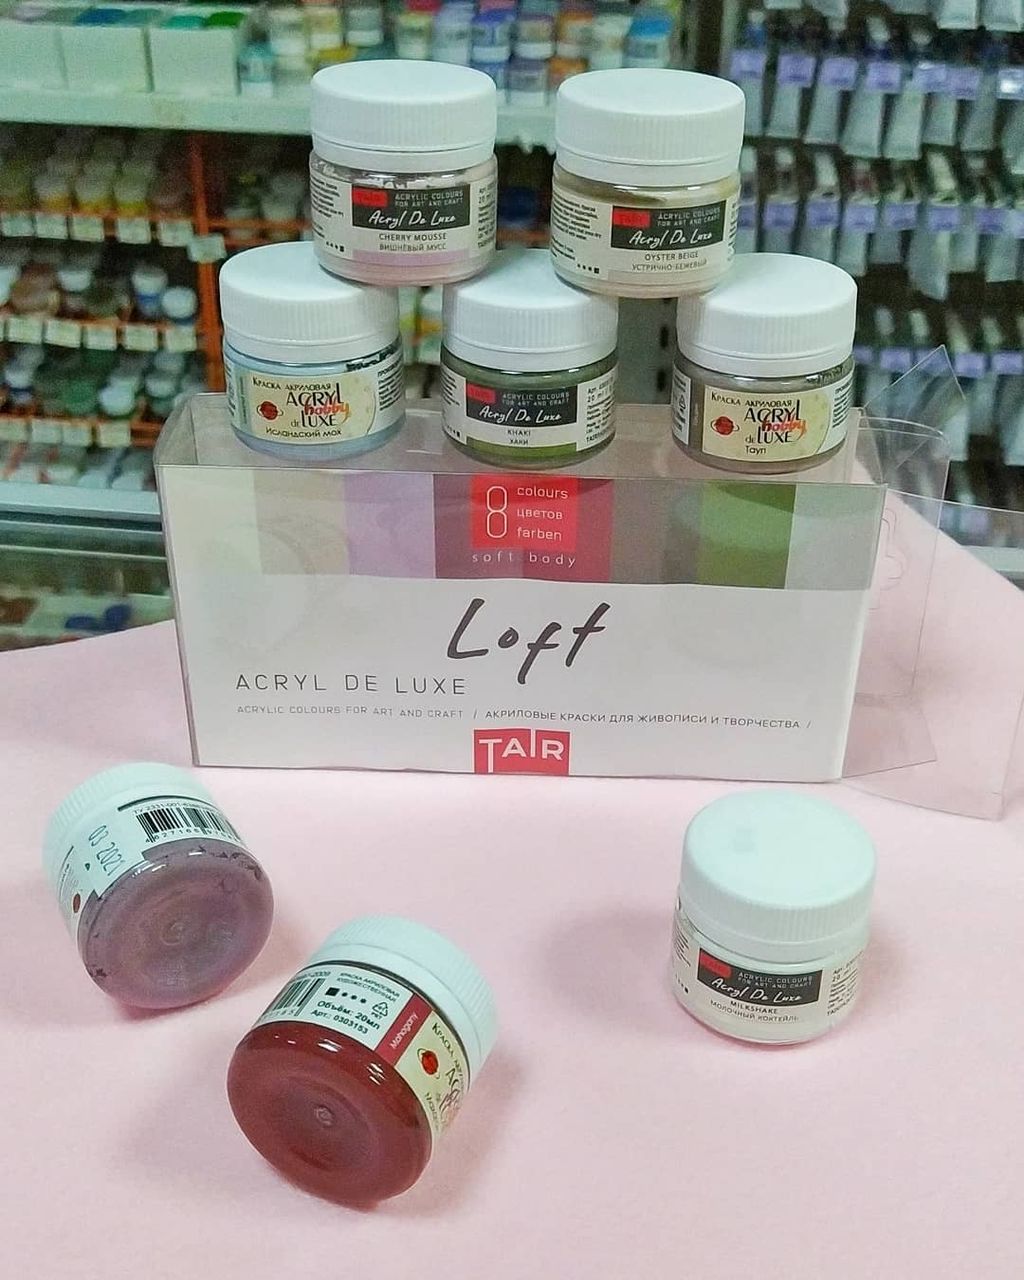 TAIR
ACRYLIC COLOURS
FOR ART AND CRAFT
Acryl De Luxe
CHERRY MOUSSE
ВИШНЁВЫЙ МУСС
TAIR
ACRYLIC COLOURS
FOR ART AND CRAFT
Acryl De Luxe
OYSTER BEIGE
УСТРИЧНО-БЕЖЕВЫЙ
КРАСКА АКРИЛОВАЯ
ACRYL
hobby
de LUXE
Исландский мох
TAIR
ACRYLIC COLOURS
FOR ART AND CRAFT
Acryl De Luxe
KHAKI
ХАКИ
КРАСКА АКРИЛОВАЯ
ACRYL
hobby
de LUXE
Тауп
8 colours
цветов
farben
soft body
Loft
ACRYL DE LUXE
ACRYLIC COLOURS FOR ART AND CRAFT / АКРИЛОВЫЕ КРАСКИ ДЛЯ ЖИВОПИСИ И ТВОРЧЕСТВА /
TAIR
03 2021
КРАСКА АКРИЛОВАЯ
ХУДОЖЕСТВЕННАЯ
Объём: 20мл
Арт.: 0303153
Mahogany
TAIR
ACRYLIC COLOURS
FOR ART AND CRAFT
Acryl De Luxe
MILKSHAKE
МОЛОЧНЫЙ КОКТЕЙЛЬ